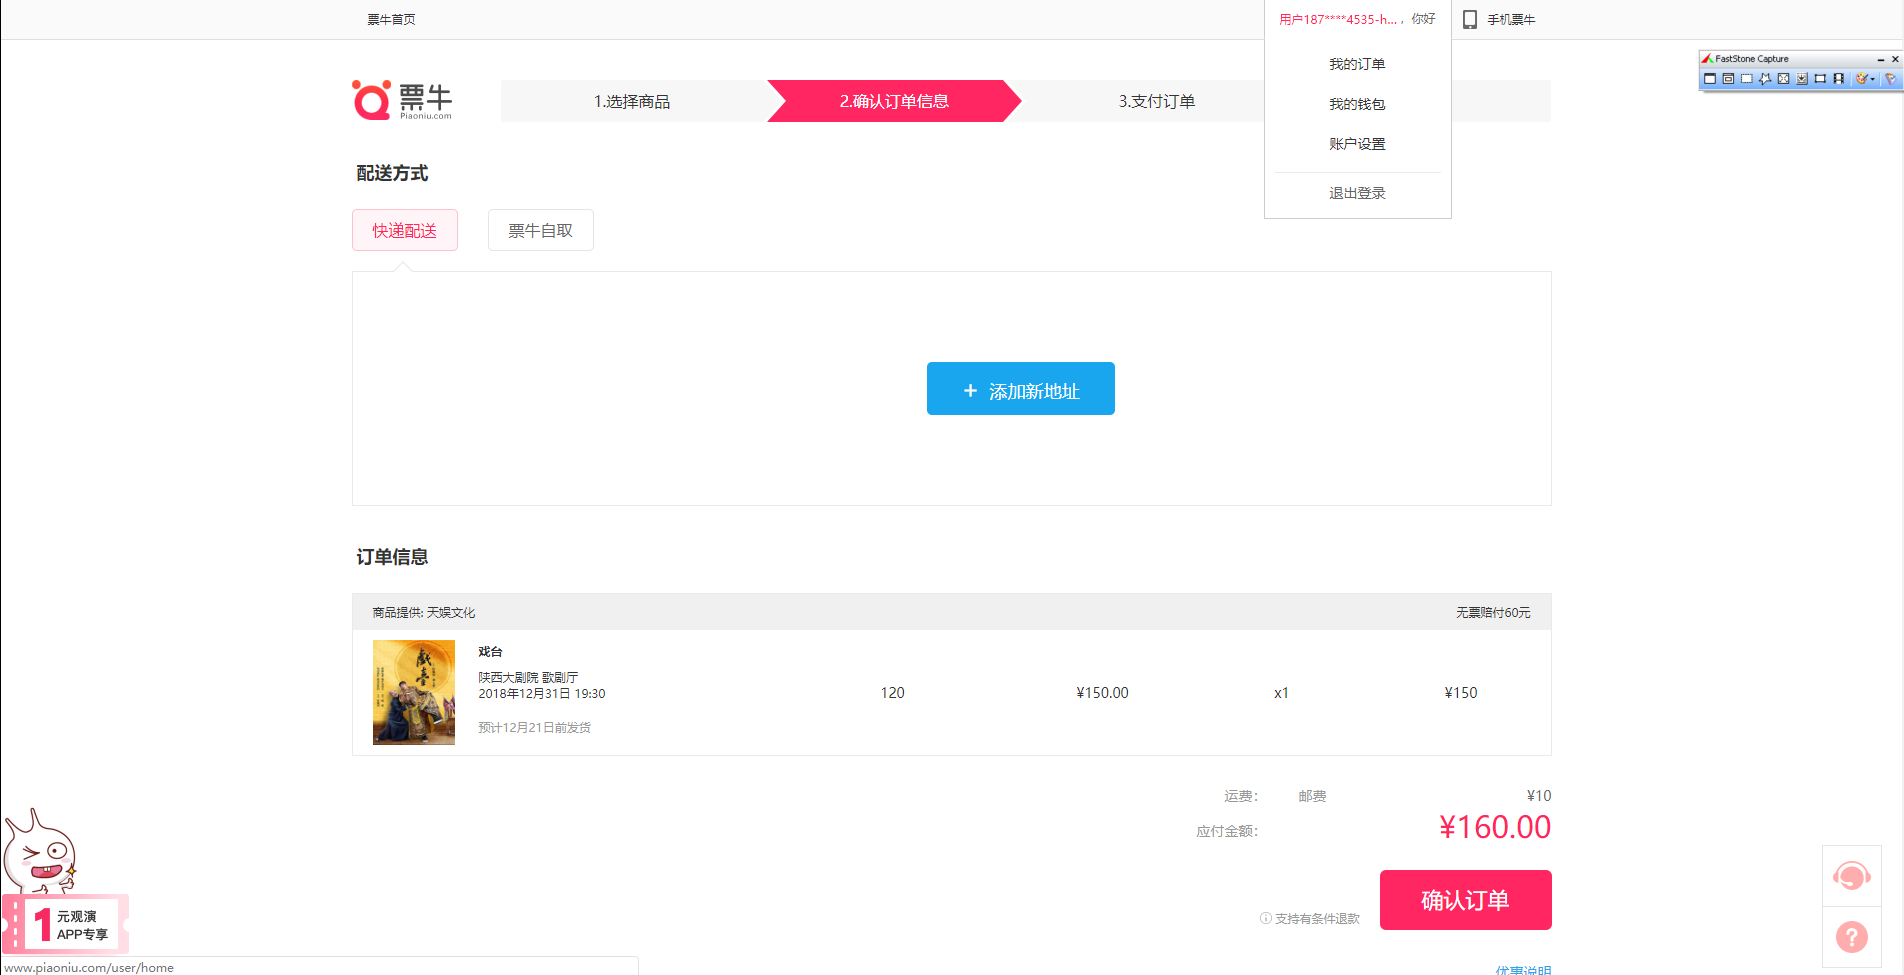 票牛首页
用户187****4535-h... ，你好
手机票牛
我的订单
我的钱包
账户设置
退出登录
FastStone Capture
票牛
Piaoniu.com
1.选择商品
2.确认订单信息
3.支付订单
配送方式
快递配送
票牛自取
+ 添加新地址
订单信息
商品提供: 天娱文化
无票赔付60元
戲臺
戏台
陕西大剧院 歌剧厅
2018年12月31日 19:30
预计12月21日前发货
120
¥150.00
x1
¥150
运费：
邮费
¥10
应付金额：
¥160.00
支持有条件退款
确认订单
优惠说明
1
元观演
APP专享
?
www.piaoniu.com/user/home